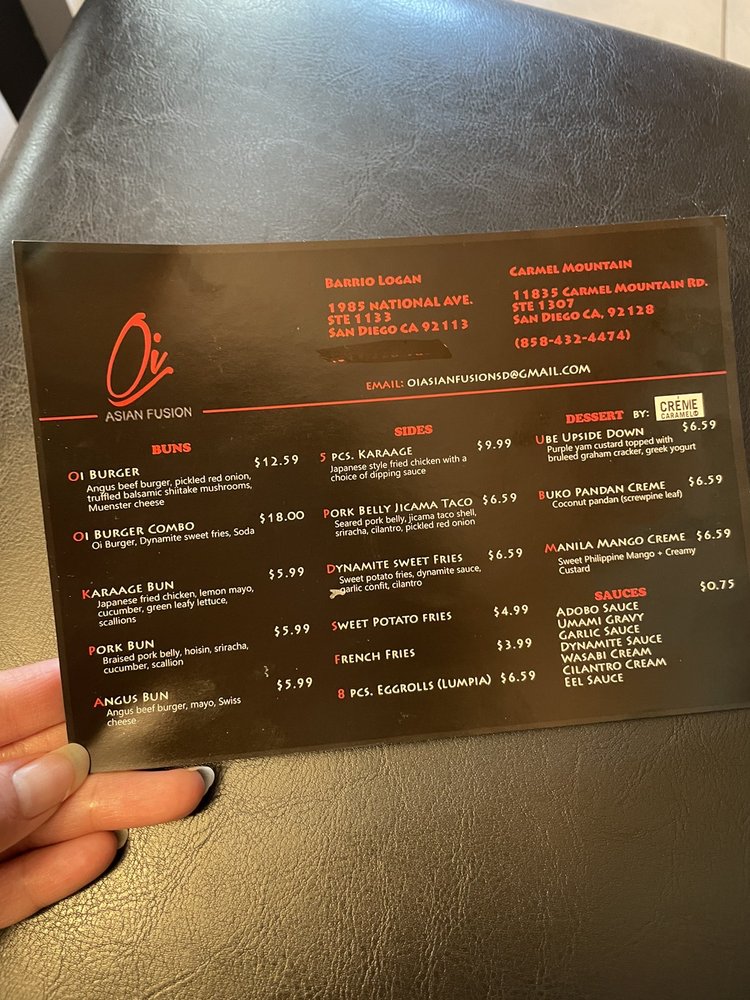 Oi
ASIAN FUSION
BARRIO LOGAN
1985 NATIONAL AVE.
STE 1133
SAN DIEGO CA 92113
CARMEL MOUNTAIN
11835 CARMEL MOUNTAIN RD.
STE 1307
SAN DIEGO CA, 92128
(858-432-4474)
EMAIL: OIASIANFUSIONSD@GMAIL.COM
BUNS
OI BURGER $12.59
Angus beef burger, pickled red onion,
truffled balsamic shiitake mushrooms,
Muenster cheese
OI BURGER COMBO $18.00
Oi Burger, Dynamite sweet fries, Soda
KARAAGE BUN $5.99
Japanese fried chicken, lemon mayo,
cucumber, green leafy lettuce,
scallions
PORK BUN $5.99
Braised pork belly, hoisin, sriracha,
cucumber, scallion
ANGUS BUN $5.99
Angus beef burger, mayo, Swiss
cheese
SIDES
5 PCS. KARAAGE $9.99
Japanese style fried chicken with a
choice of dipping sauce
PORK BELLY JICAMA TACO $6.59
Seared pork belly, jicama taco shell,
sriracha, cilantro, pickled red onion
DYNAMITE SWEET FRIES $6.59
Sweet potato fries, dynamite sauce,
garlic confit, cilantro
SWEET POTATO FRIES $4.99
FRENCH FRIES $3.99
8 PCS. EGGROLLS (LUMPIA) $6.59
DESSERT BY: CRÈME
CARAMEL
UBE UPSIDE DOWN $6.59
Purple yam custard topped with
bruleed graham cracker, greek yogurt
BUKO PANDAN CREME $6.59
Coconut pandan (screwpine leaf)
MANILA MANGO CREME $6.59
Sweet Philippine Mango + Creamy
Custard
SAUCES $0.75
ADOBO SAUCE
UMAMI GRAVY
GARLIC SAUCE
DYNAMITE SAUCE
WASABI CREAM
CILANTRO CREAM
EEL SAUCE